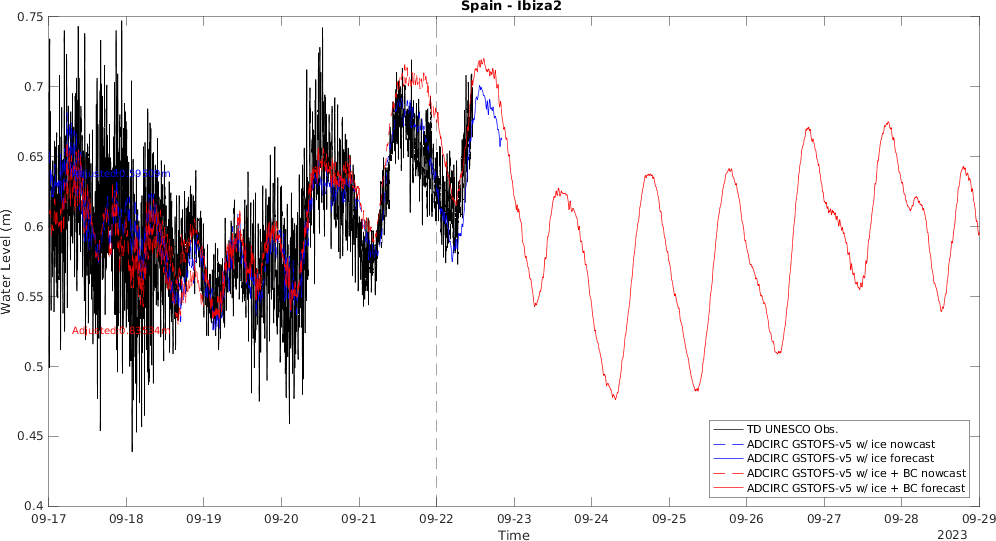 Spain - Ibiza2
0.75
0.7
0.65
0.6
0.55
0.5
0.45
0.4
Water Level (m)
Adjusted
TD UNESCO Obs.
ADCIRC GSTOFS-v5 w/ ice nowcast
ADCIRC GSTOFS-v5 w/ ice forecast
ADCIRC GSTOFS-v5 w/ ice + BC nowcast
ADCIRC GSTOFS-v5 w/ ice + BC forecast
09-17 09-18 09-19 09-20 09-21 09-22 09-23 09-24 09-25 09-26 09-27 09-28 09-29
Time
2023